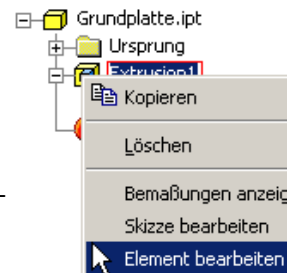 Grundplatte.ipt
Ursprung
Extrusion1
Kopieren
Löschen
Bemaßungen anzeig
Skizze bearbeiten
Element bearbeiten